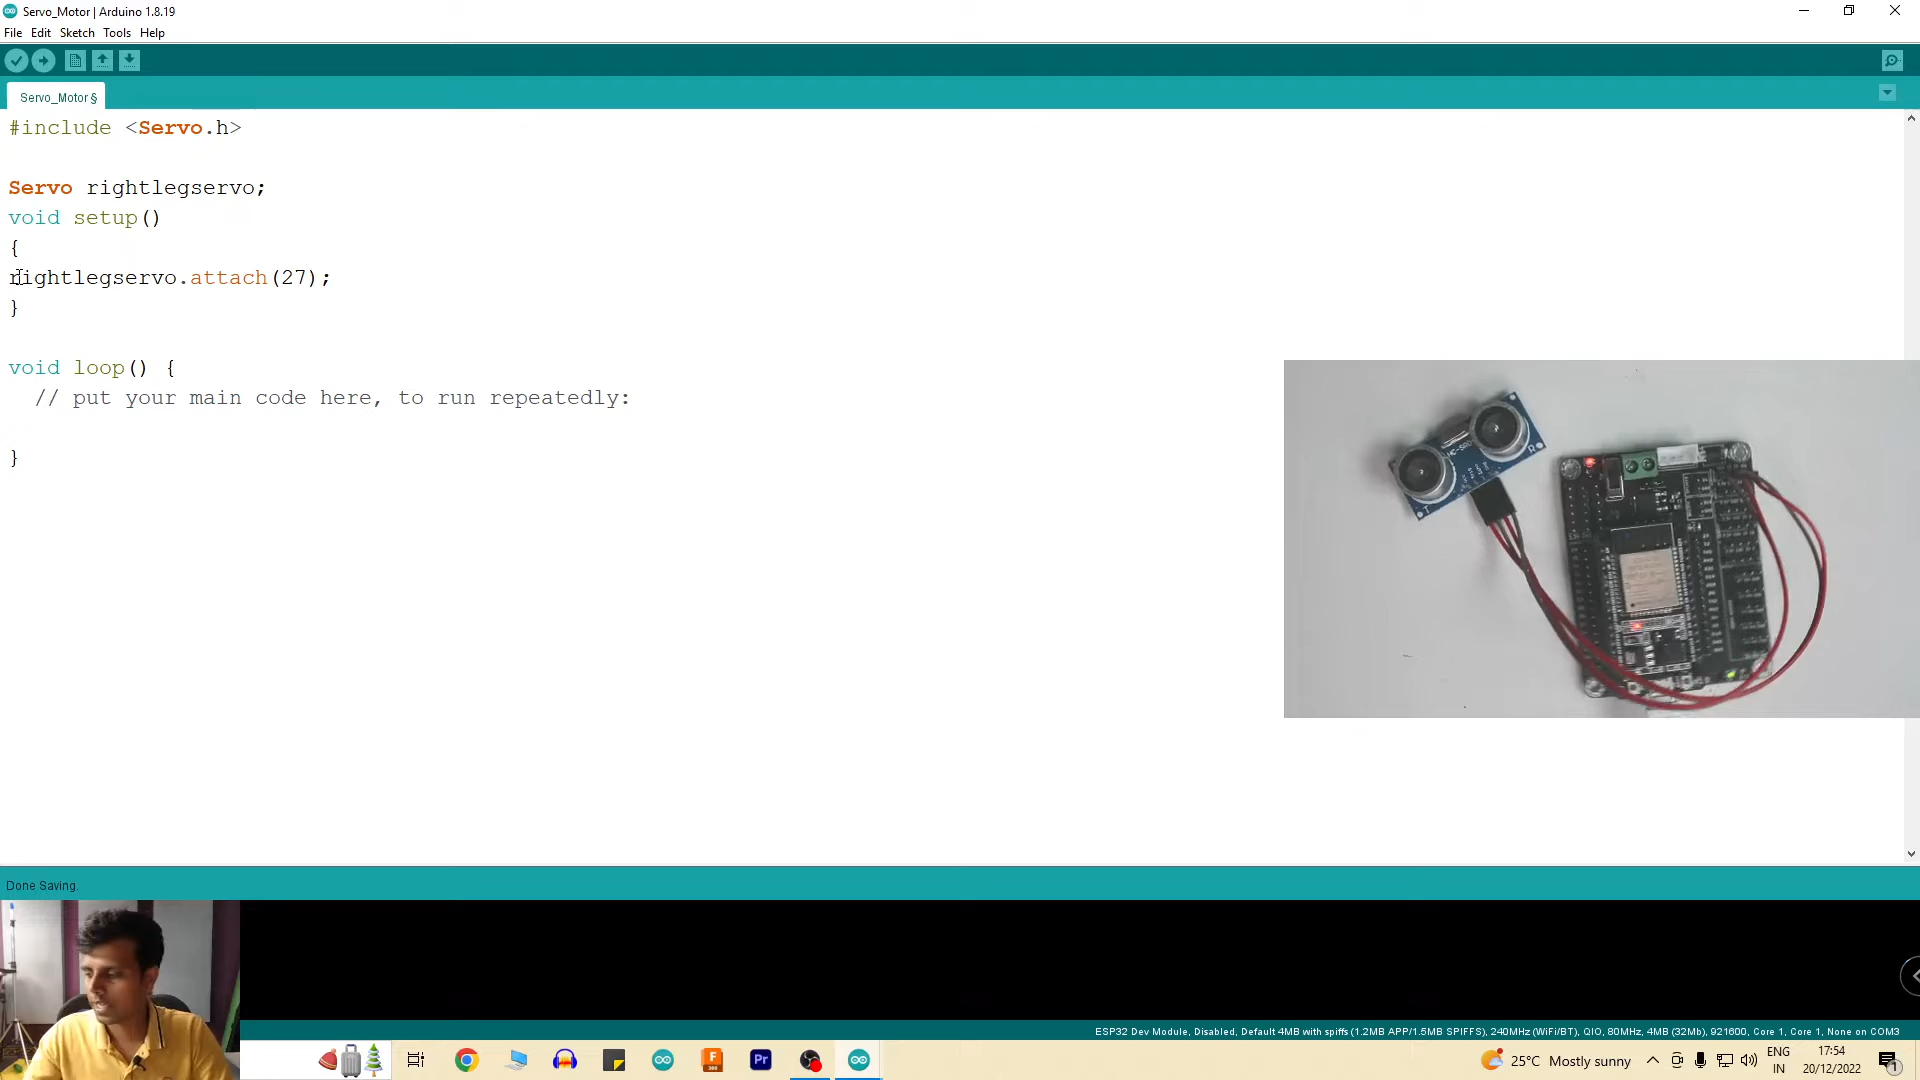 Servo_Motor | Arduino 1.8.19
File Edit Sketch Tools Help
Servo_Motor §
#include <Servo.h>
Servo rightlegservo;
void setup()
{
rightlegservo.attach(27);
}
void loop() {
// put your main code here, to run repeatedly:
}
T
R
Done Saving.
ESP32 Dev Module, Disabled, Default 4MB with spiffs (1.2MB APP/1.5MB SPIFFS), 240MHz (WiFi/BT), QIO, 80MHz, 4MB (32Mb), 921600, Core 1, Core 1, None on COM3
F
Pr
25°C Mostly sunny
ENG
IN
17:54
20/12/2022
1